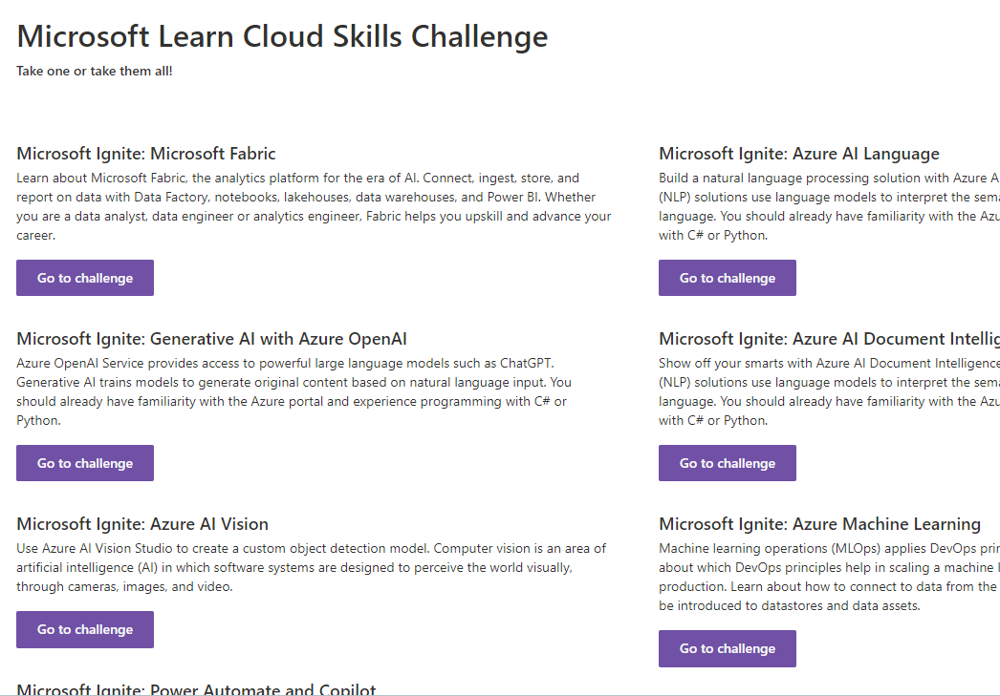 Microsoft Learn Cloud Skills Challenge
Take one or take them all!
Microsoft Ignite: Microsoft Fabric
Learn about Microsoft Fabric, the analytics platform for the era of AI. Connect, ingest, store, and
report on data with Data Factory, notebooks, lakehouses, data warehouses, and Power BI. Whether
you are a data analyst, data engineer or analytics engineer, Fabric helps you upskill and advance your
career.
Go to challenge
Microsoft Ignite: Azure AI Language
Build a natural language processing solution with Azure A
(NLP) solutions use language models to interpret the sema
language. You should already have familiarity with the Azu
with C# or Python.
Go to challenge
Microsoft Ignite: Generative AI with Azure OpenAI
Azure OpenAI Service provides access to powerful large language models such as ChatGPT.
Generative AI trains models to generate original content based on natural language input. You
should already have familiarity with the Azure portal and experience programming with C# or
Python.
Go to challenge
Microsoft Ignite: Azure AI Document Intellig
Show off your smarts with Azure AI Document Intelligence
(NLP) solutions use language models to interpret the sema
language. You should already have familiarity with the Azu
with C# or Python.
Go to challenge
Microsoft Ignite: Azure AI Vision
Use Azure AI Vision Studio to create a custom object detection model. Computer vision is an area of
artificial intelligence (AI) in which software systems are designed to perceive the world visually,
through cameras, images, and video.
Go to challenge
Microsoft Ignite: Azure Machine Learning
Machine learning operations (MLOps) applies DevOps prin
about which DevOps principles help in scaling a machine l
production. Learn about how to connect to data from the
be introduced to datastores and data assets.
Go to challenge
Microsoft Ignite: Power Automate and Copilot